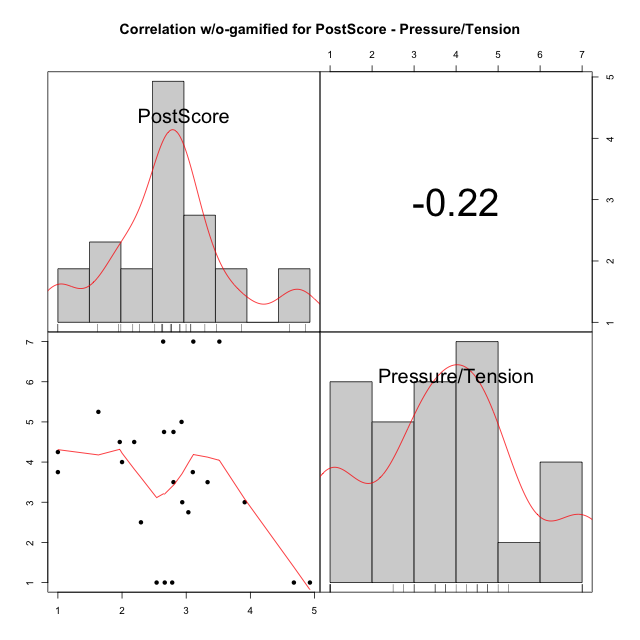 Correlation w/o-gamified for PostScore - Pressure/Tension
1 2 3 4 5 6 7
PostScore
-0.22
5
4
3
2
1
7
6
5
4
3
2
1
Pressure/Tension
1 2 3 4 5